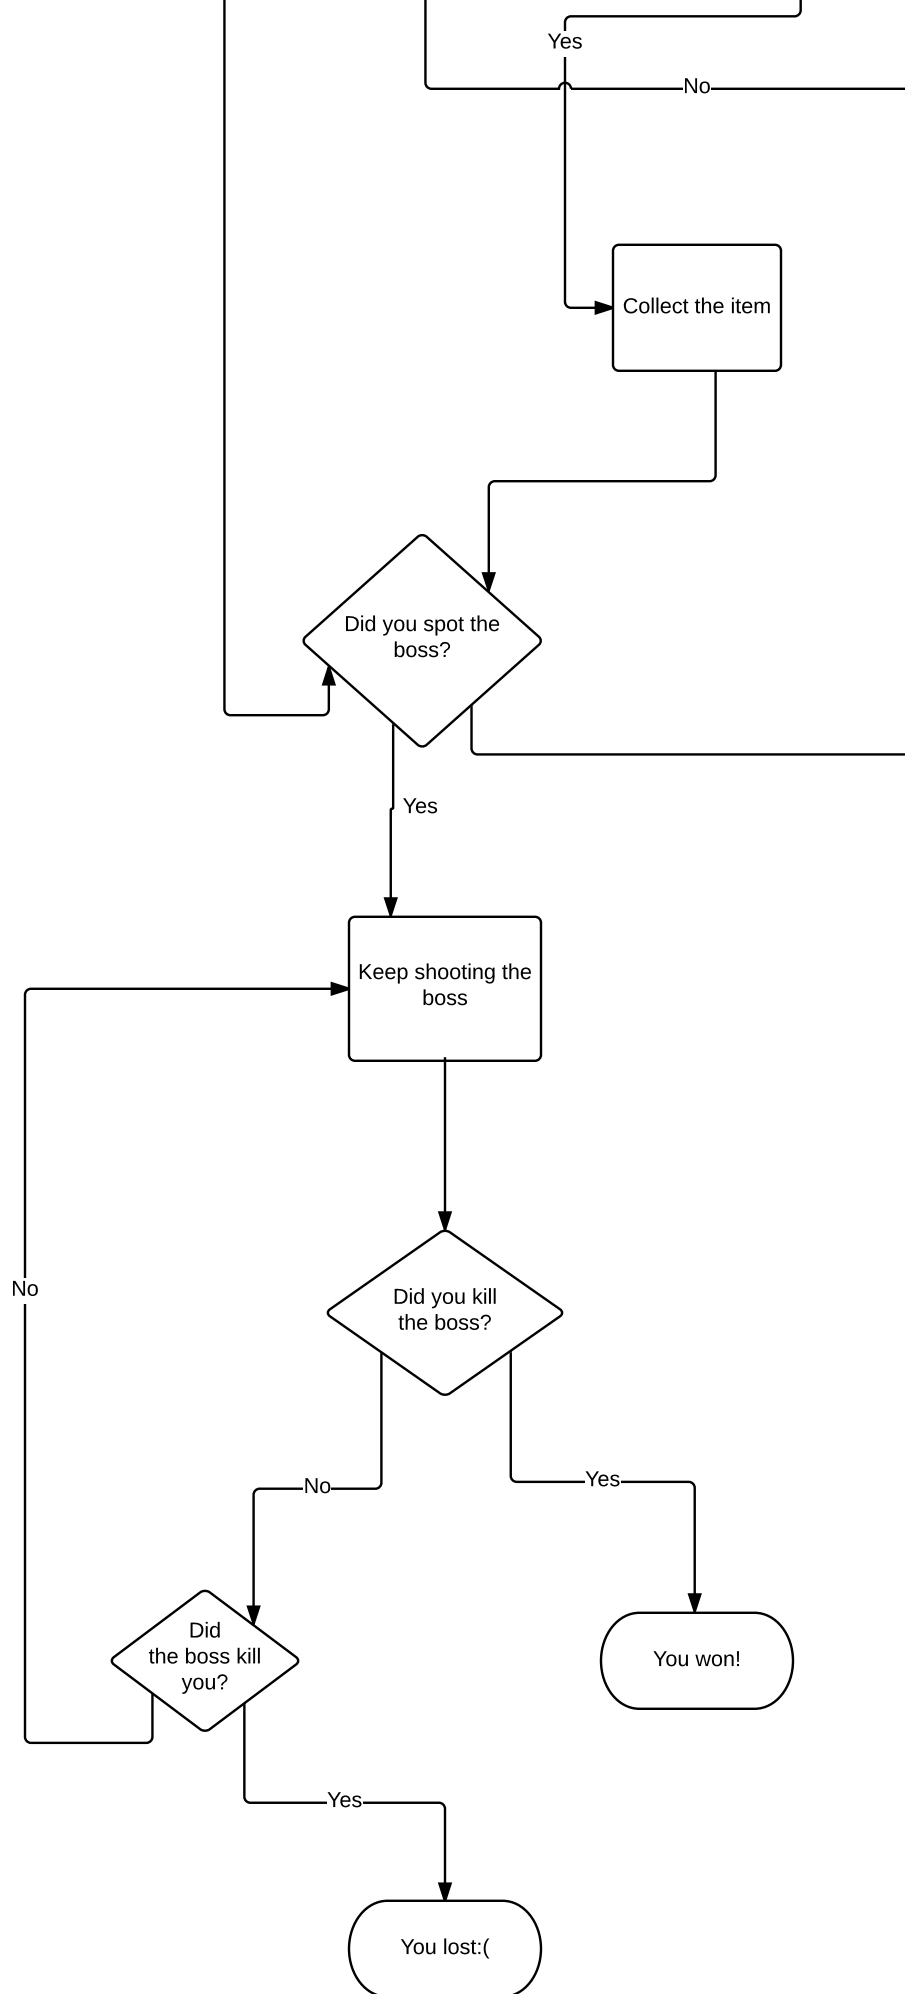 Yes
No
Collect the item
Did you spot the
boss?
Yes
Keep shooting the
boss
No
Did you kill
the boss?
No
Yes
Did
the boss kill
you?
You won!
Yes
You lost:(